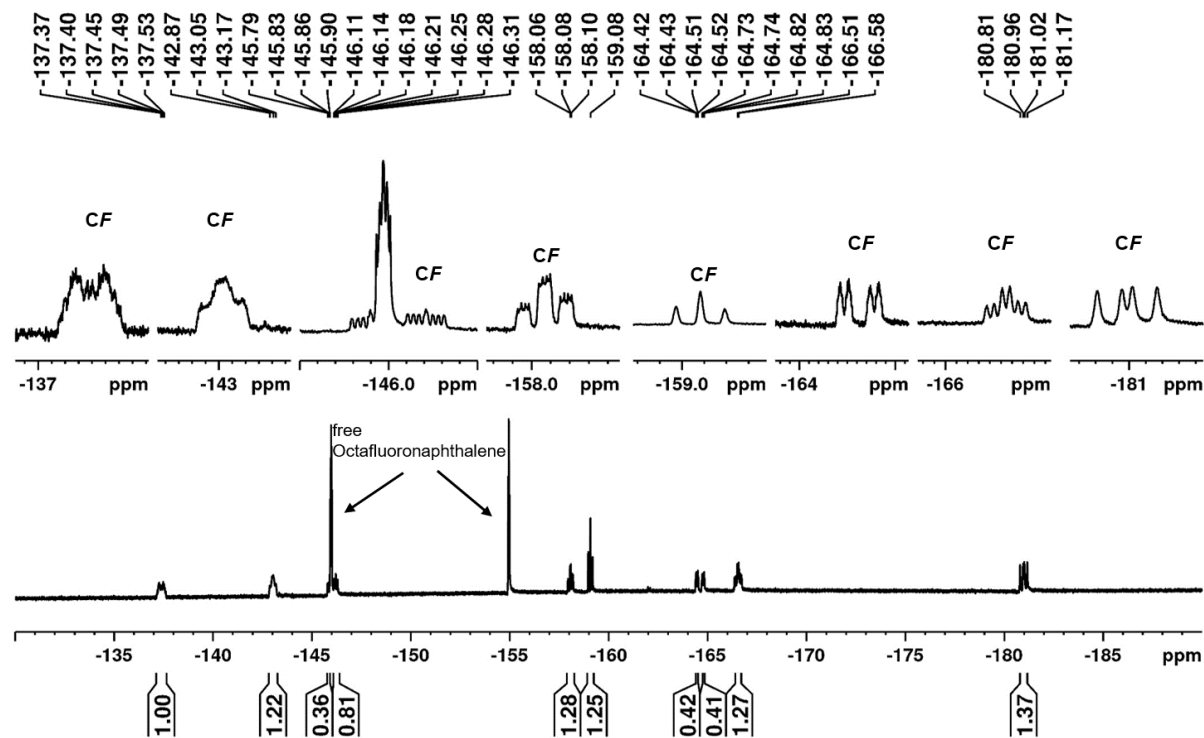 -137.37
-137.40
-137.45
-137.49
-137.53
-142.87
-143.05
-143.17
-145.79
-145.83
-145.86
-145.90
-146.11
-146.14
-146.18
-146.21
-146.25
-146.28
-146.31
-158.06
-158.08
-158.10
-159.08
-164.42
-164.43
-164.51
-164.52
-164.73
-164.74
-164.82
-164.83
-166.51
-166.58
-180.81
-180.96
-181.02
-181.17
CF
CF
CF
CF
CF
CF
CF
CF
-137 ppm
-143 ppm
-146.0 ppm
-158.0 ppm
-159.0 ppm
-164 ppm
-166 ppm
-181 ppm
free
Octafluoronaphthalene
-135 -140 -145 -150 -155 -160 -165 -170 -175 -180 -185 ppm
1.00
1.22
0.36
0.81
1.28
1.25
0.42
0.41
1.27
1.37